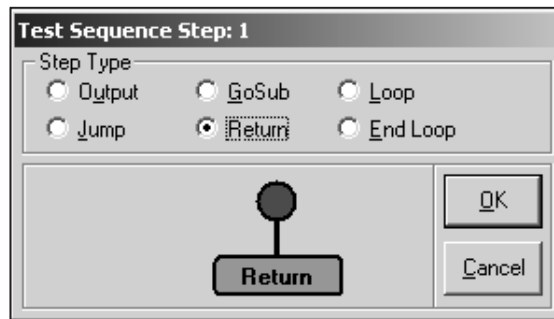 Test Sequence Step: 1
Step Type
Output GoSub Loop
Jump Return End Loop
Return
OK
Cancel